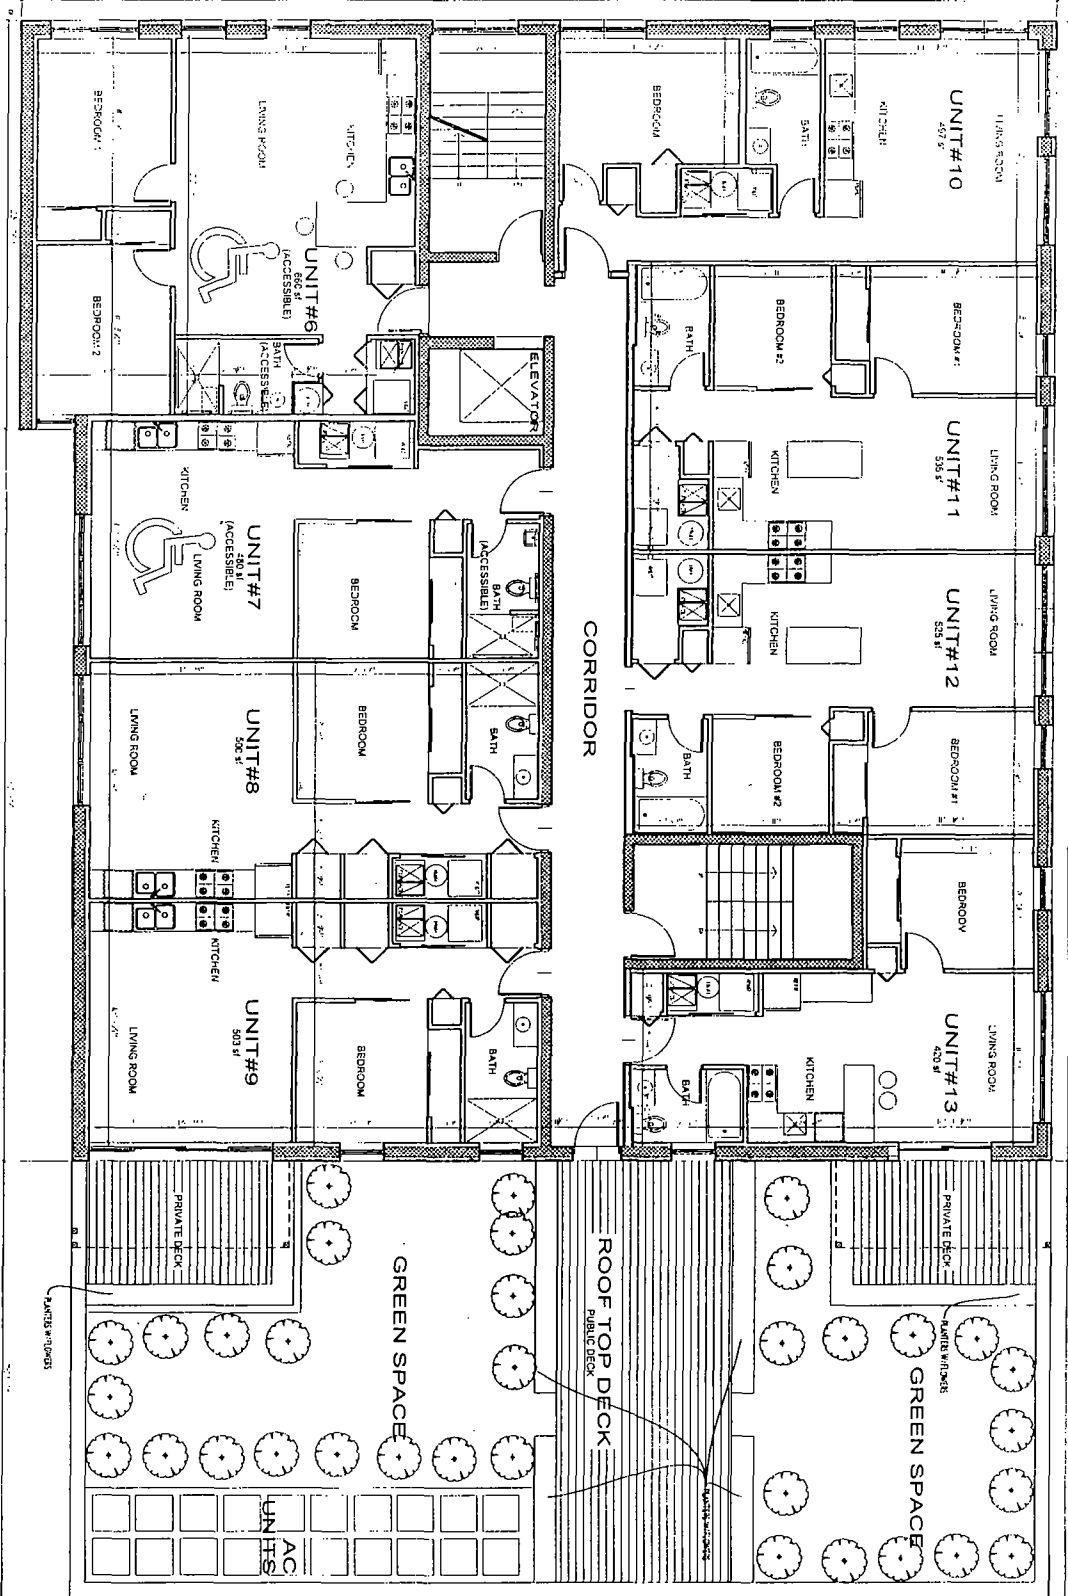 UNIT#10
497 sf
LIVING ROOM
KITCHEN
BATH
BEDROOM
BEDROOM #1
BEDROOM #2
BATH
UNIT#11
535 sf
LIVING ROOM
KITCHEN
UNIT#12
525 sf
LIVING ROOM
KITCHEN
BATH
BEDROOM #2
BEDROOM #1
BEDROOM
UNIT#13
420 sf
LIVING ROOM
KITCHEN
BATH
CORRIDOR
ELEVATOR
BEDROOM
LIVING ROOM
KITCHEN
UNIT#6
660 sf
(ACCESSIBLE)
BEDROOM 2
BATH
(ACCESSIBLE)
KITCHEN
UNIT#7
480 sf
(ACCESSIBLE)
LIVING ROOM
BEDROOM
BATH
(ACCESSIBLE)
UNIT#8
500 sf
LIVING ROOM
BEDROOM
BATH
KITCHEN
KITCHEN
UNIT#9
503 sf
LIVING ROOM
BEDROOM
BATH
PRIVATE DECK
PLANTERS W/FLOWERS
GREEN SPACE
ROOF TOP DECK
PUBLIC DECK
PLANTERS W/FLOWERS
PRIVATE DECK
PLANTERS W/FLOWERS
GREEN SPACE
AC
UNITS